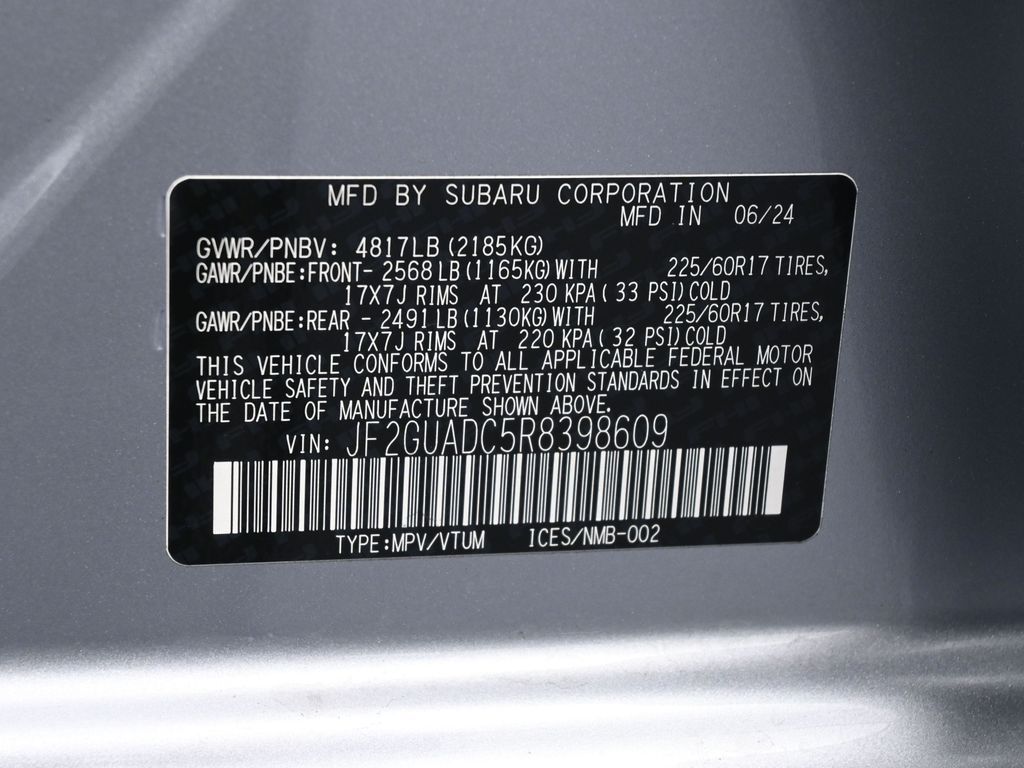 MFD BY SUBARU CORPORATION
MFD IN 06/24
GVWR/PNBV: 4817LB (2185KG)
GAWR/PNBE:FRONT- 2568 LB (1165KG) WITH 225/60R17 TIRES,
17X7J RIMS AT 230 KPA ( 33 PSI) COLD
GAWR/PNBE:REAR - 2491 LB (1130KG) WITH 225/60R17 TIRES,
17X7J RIMS AT 220 KPA ( 32 PSI) COLD
THIS VEHICLE CONFORMS TO ALL APPLICABLE FEDERAL MOTOR
VEHICLE SAFETY AND THEFT PREVENTION STANDARDS IN EFFECT ON
THE DATE OF MANUFACTURE SHOWN ABOVE.
VIN: JF2GUADC5R8398609
TYPE:MPV/VTUM ICES/NMB-002